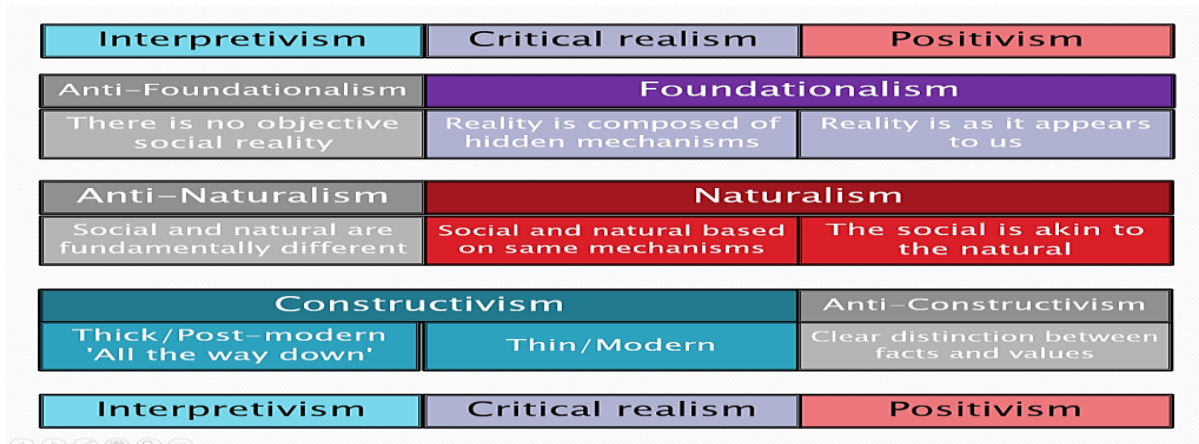 Interpretivism Critical realism Positivism
Anti-Foundationalism Foundationalism
There is no objective Reality is composed of Reality is as it appears
social reality hidden mechanisms to us
Anti-Naturalism Naturalism
Social and natural are Social and natural based The social is akin to
fundamentally different on same mechanisms the natural
Constructivism Anti-Constructivism
Thick/Post-modern Thin/Modern Clear distinction between
'All the way down' facts and values
Interpretivism Critical realism Positivism